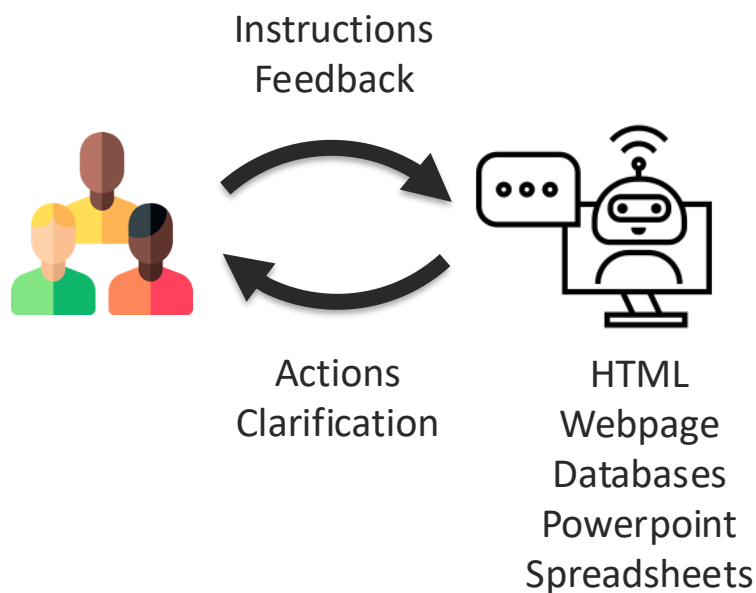 Instructions
Feedback
Actions
Clarification
HTML
Webpage
Databases
Powerpoint
Spreadsheets